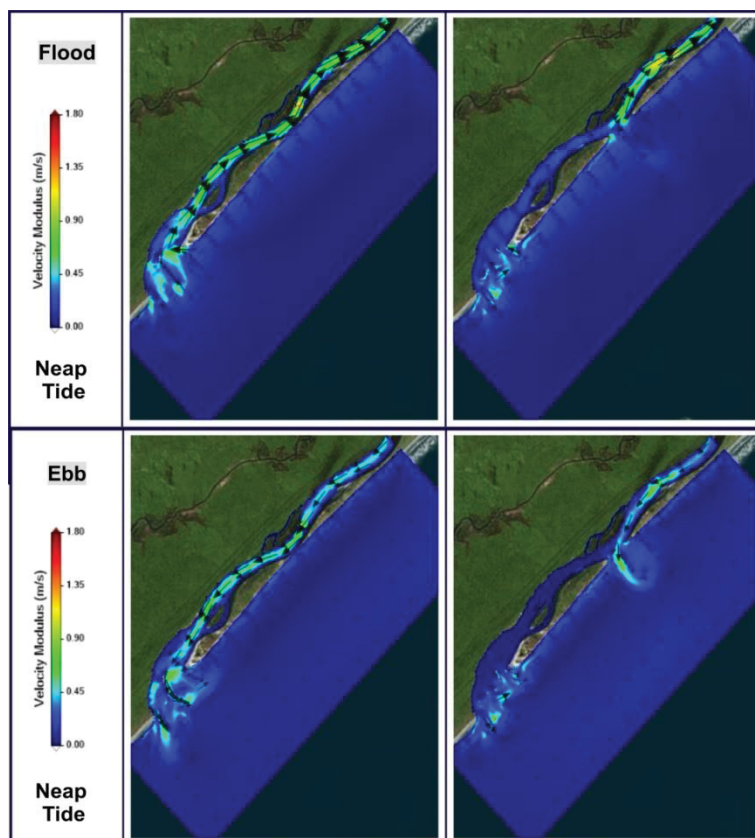 Flood
Velocity Modulus (m/s)
1.80
1.35
0.90
0.45
0.00
Neap
Tide
Ebb
Velocity Modulus (m/s)
1.80
1.35
0.90
0.45
0.00
Neap
Tide